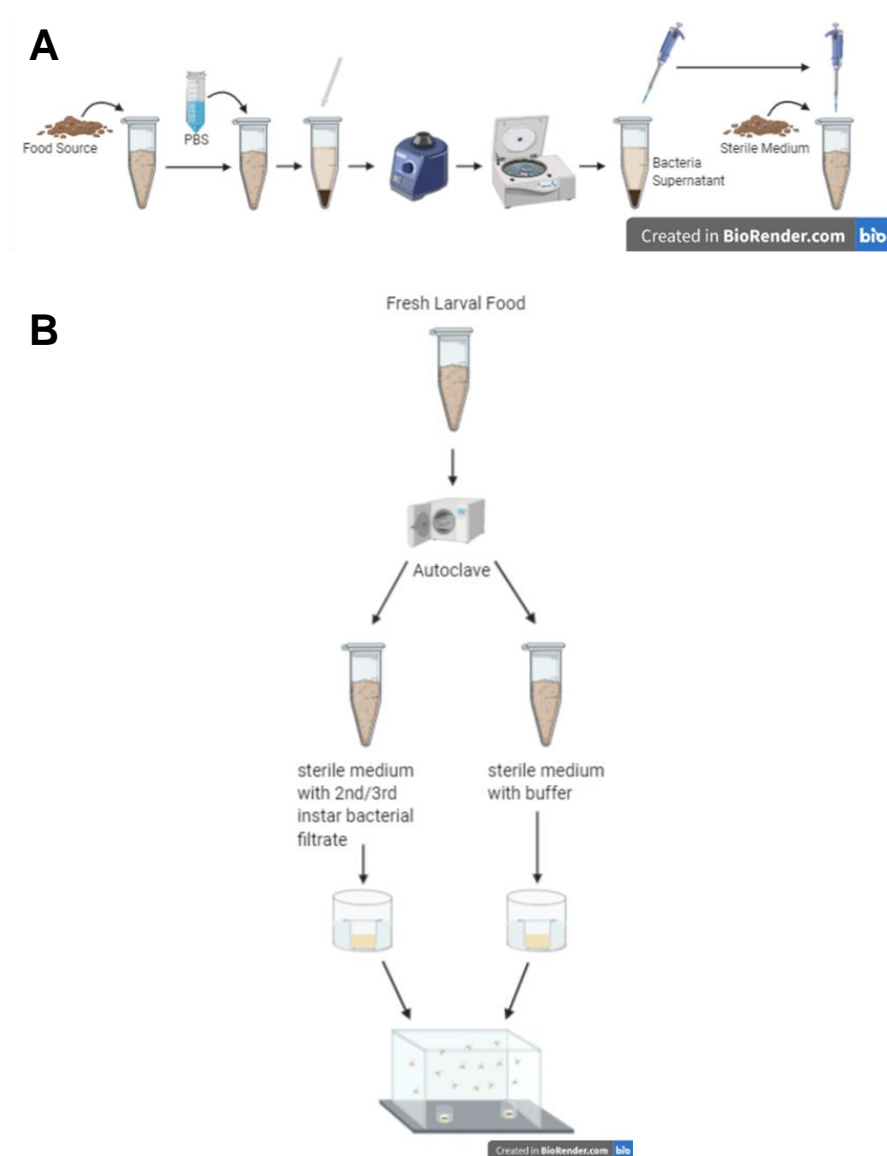 A
Food Source
PBS
Bacteria
Supernatant
Sterile Medium
Created in BioRender.com bio
B
Fresh Larval Food
Autoclave
sterile medium
with 2nd/3rd
instar bacterial
filtrate
sterile medium
with buffer
Created in BioRender.com bio